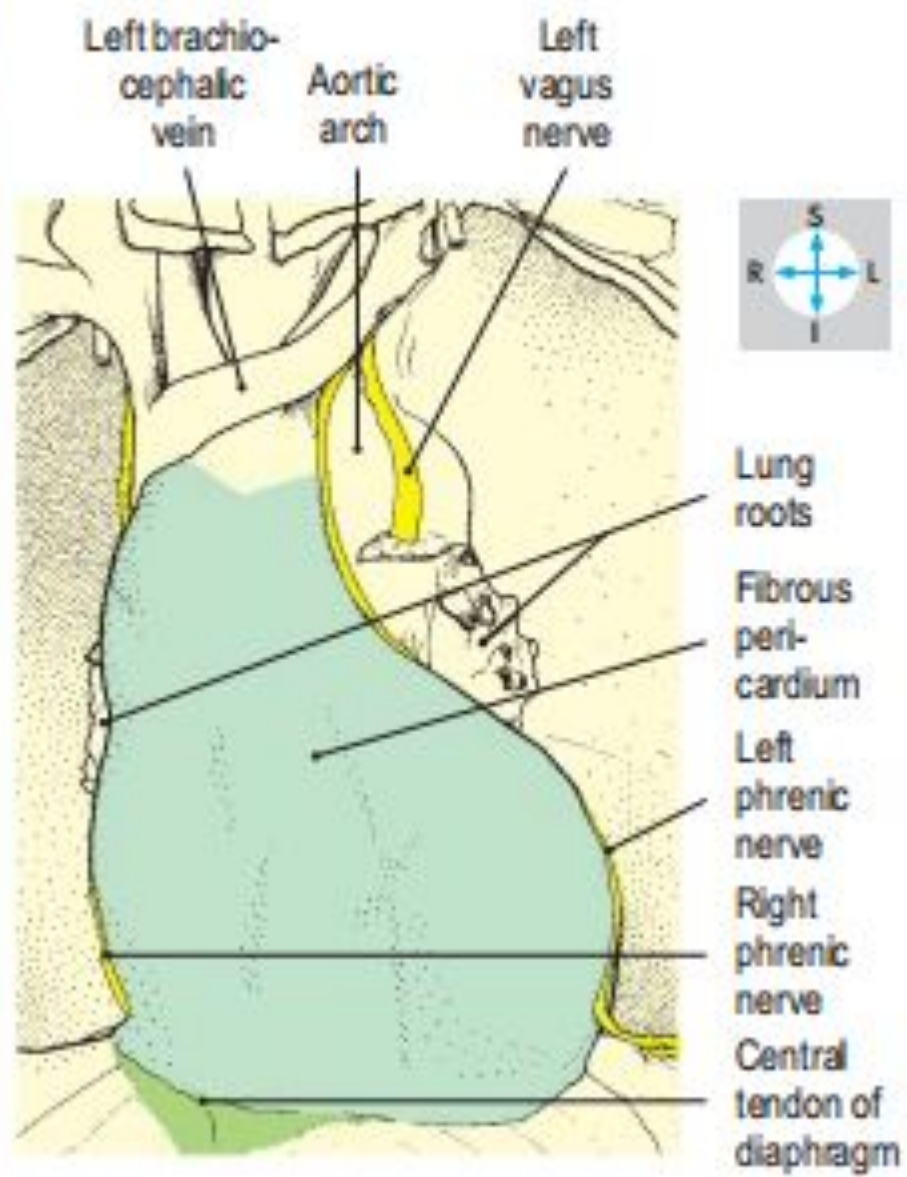 Left brachio-
cephalic
vein
Aortic
arch
Left
vagus
nerve
S
R L
I
Lung
roots
Fibrous
peri-
cardium
Left
phrenic
nerve
Right
phrenic
nerve
Central
tendon of
diaphragm